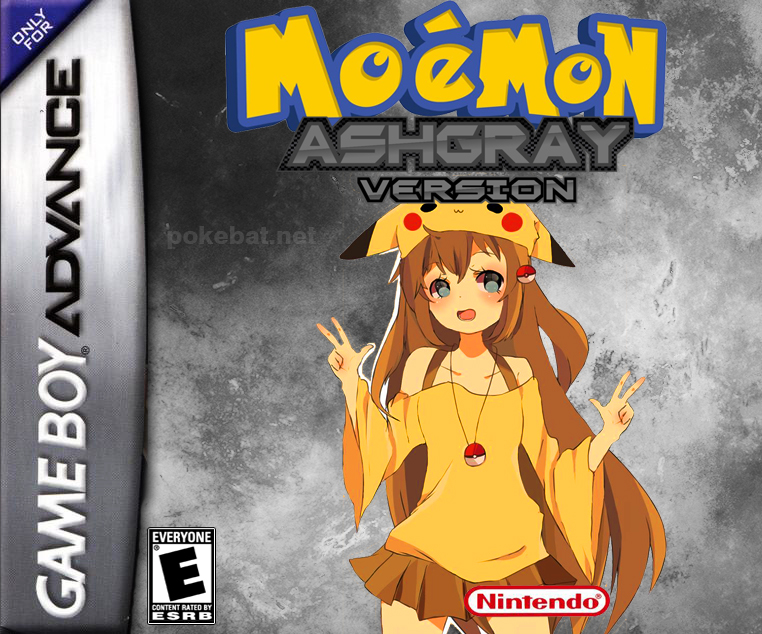 ONLY
FOR
GAME BOY ADVANCE
®
Moémon
ASHGRAY
VERSION
pokebat.net
EVERYONE
E
CONTENT RATED BY
ESRB
Nintendo®